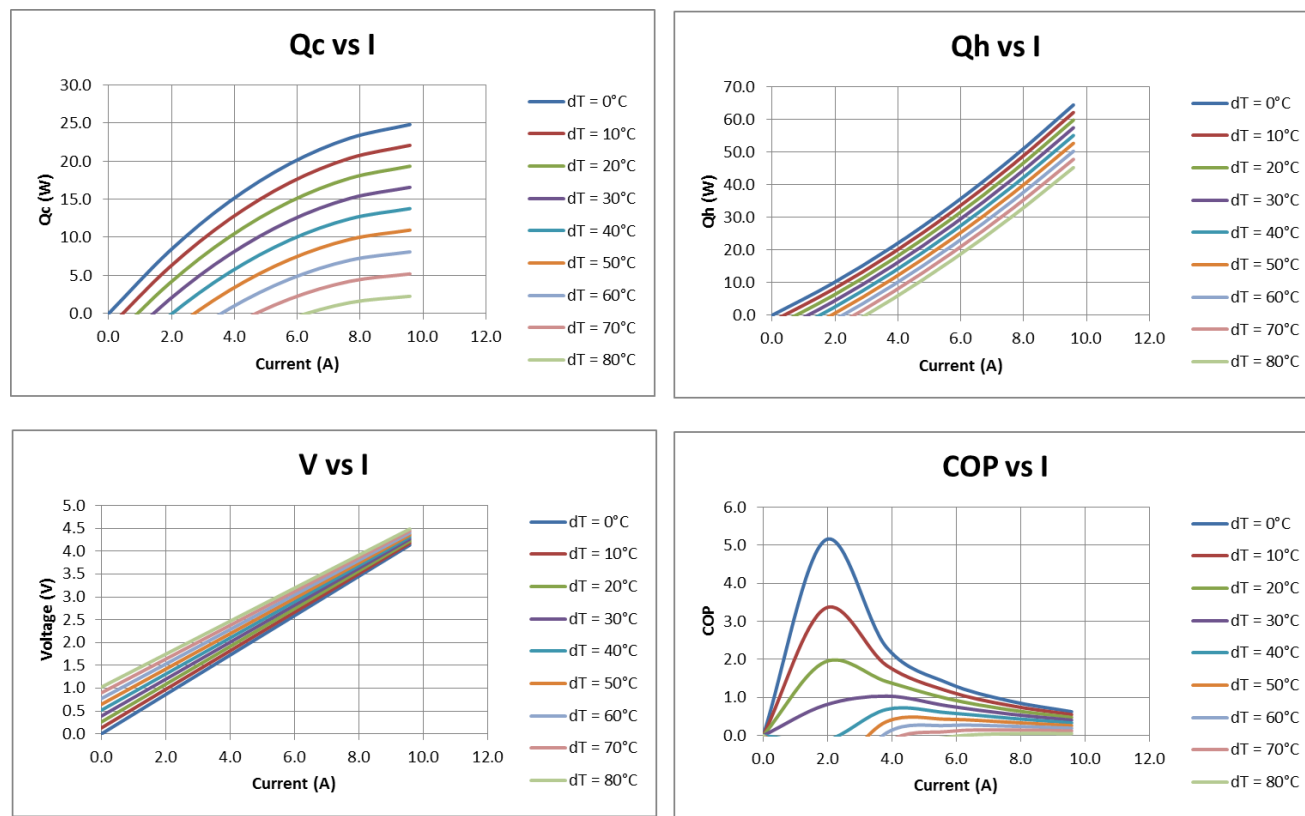 Qc vs I
Qc (W)
30.0
25.0
20.0
15.0
10.0
5.0
0.0
0.0 2.0 4.0 6.0 8.0 10.0 12.0
Current (A)
dT = 0°C
dT = 10°C
dT = 20°C
dT = 30°C
dT = 40°C
dT = 50°C
dT = 60°C
dT = 70°C
dT = 80°C
Qh vs I
Qh (W)
70.0
60.0
50.0
40.0
30.0
20.0
10.0
0.0
0.0 2.0 4.0 6.0 8.0 10.0 12.0
Current (A)
dT = 0°C
dT = 10°C
dT = 20°C
dT = 30°C
dT = 40°C
dT = 50°C
dT = 60°C
dT = 70°C
dT = 80°C
V vs I
Voltage (V)
5.0
4.5
4.0
3.5
3.0
2.5
2.0
1.5
1.0
0.5
0.0
0.0 2.0 4.0 6.0 8.0 10.0 12.0
Current (A)
dT = 0°C
dT = 10°C
dT = 20°C
dT = 30°C
dT = 40°C
dT = 50°C
dT = 60°C
dT = 70°C
dT = 80°C
COP vs I
COP
6.0
5.0
4.0
3.0
2.0
1.0
0.0
0.0 2.0 4.0 6.0 8.0 10.0 12.0
Current (A)
dT = 0°C
dT = 10°C
dT = 20°C
dT = 30°C
dT = 40°C
dT = 50°C
dT = 60°C
dT = 70°C
dT = 80°C